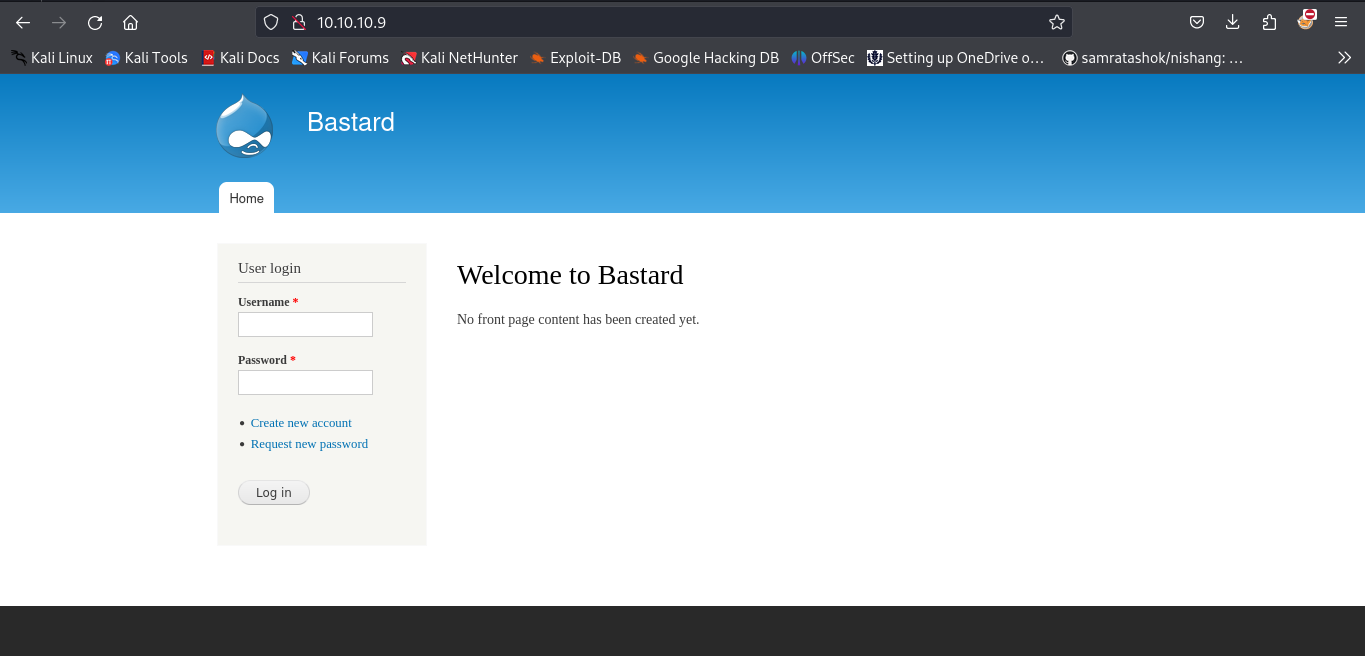 10.10.10.9
Kali Linux Kali Tools Kali Docs Kali Forums Kali NetHunter Exploit-DB Google Hacking DB OffSec Setting up OneDrive o… samratashok/nishang: …
Bastard
Home
User login
Username *
Password *
Create new account
Request new password
Log in
Welcome to Bastard
No front page content has been created yet.